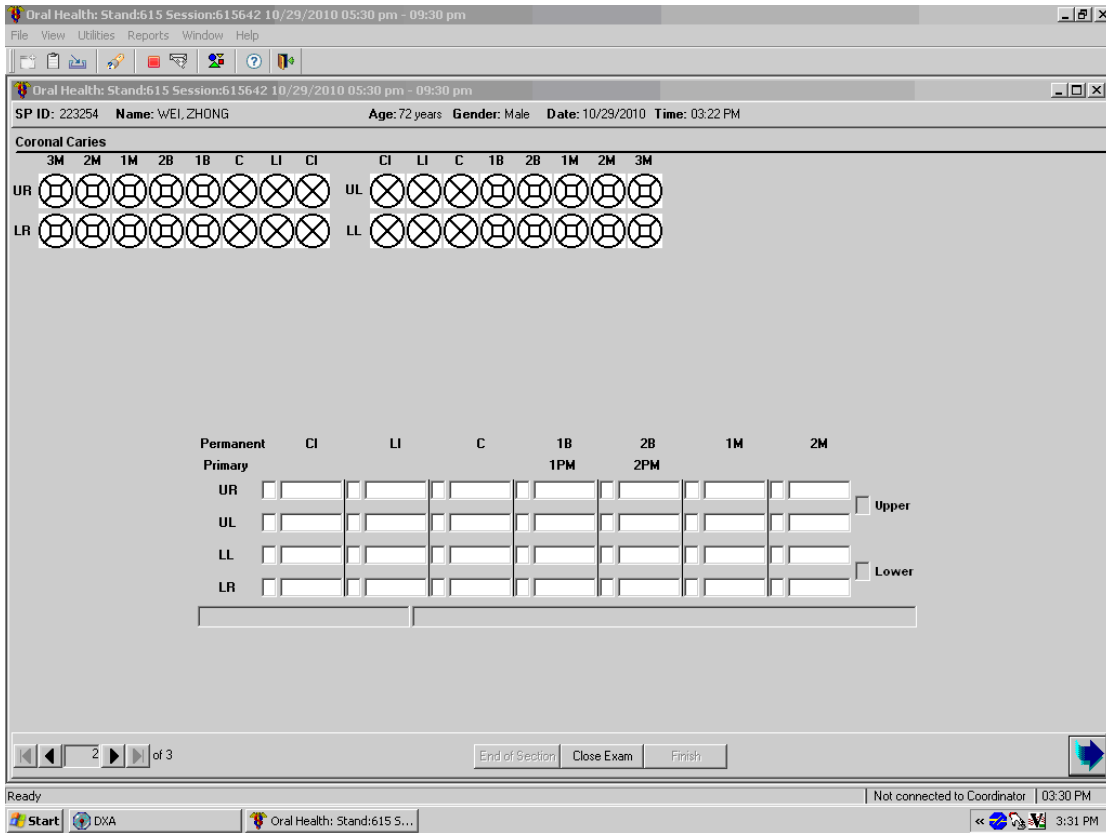 Oral Health: Stand:615 Session:615642 10/29/2010 05:30 pm - 09:30 pm
File View Utilities Reports Window Help
Oral Health: Stand:615 Session:615642 10/29/2010 05:30 pm - 09:30 pm
SP ID: 223254 Name: WEI, ZHONG Age: 72 years Gender: Male Date: 10/29/2010 Time: 03:22 PM
Coronal Caries
3M 2M 1M 2B 1B C LI CI CI LI C 1B 2B 1M 2M 3M
UR UL
LR LL
Permanent CI LI C 1B 2B 1M 2M
Primary 1PM 2PM
UR
Upper
UL
LL
Lower
LR
2 of 3 End of Section Close Exam Finish
Ready Not connected to Coordinator 03:30 PM
Start DXA Oral Health: Stand:615 S... « 3:31 PM